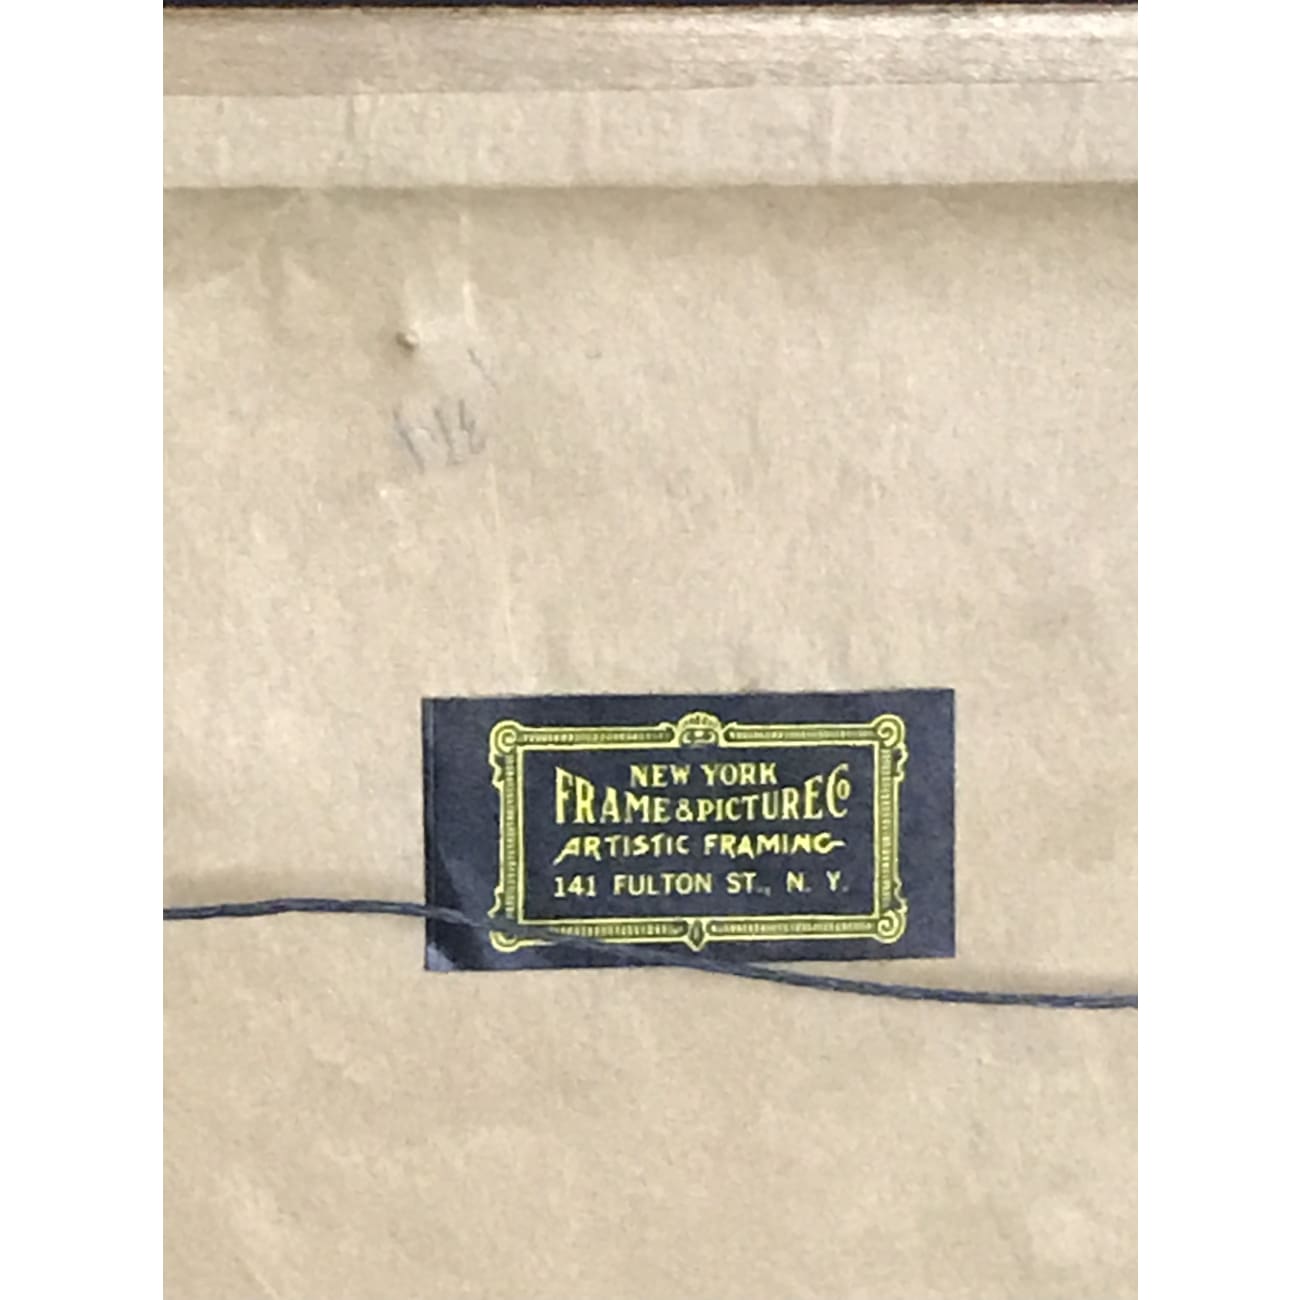 NEW YORK
FRAME & PICTURE Co
ARTISTIC FRAMING
141 FULTON ST., N. Y.